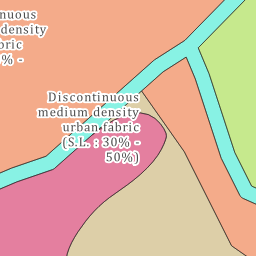 nuous
density
bric
% -
Discontinuous
medium density
urban fabric
(S.L. : 30% -
50%)